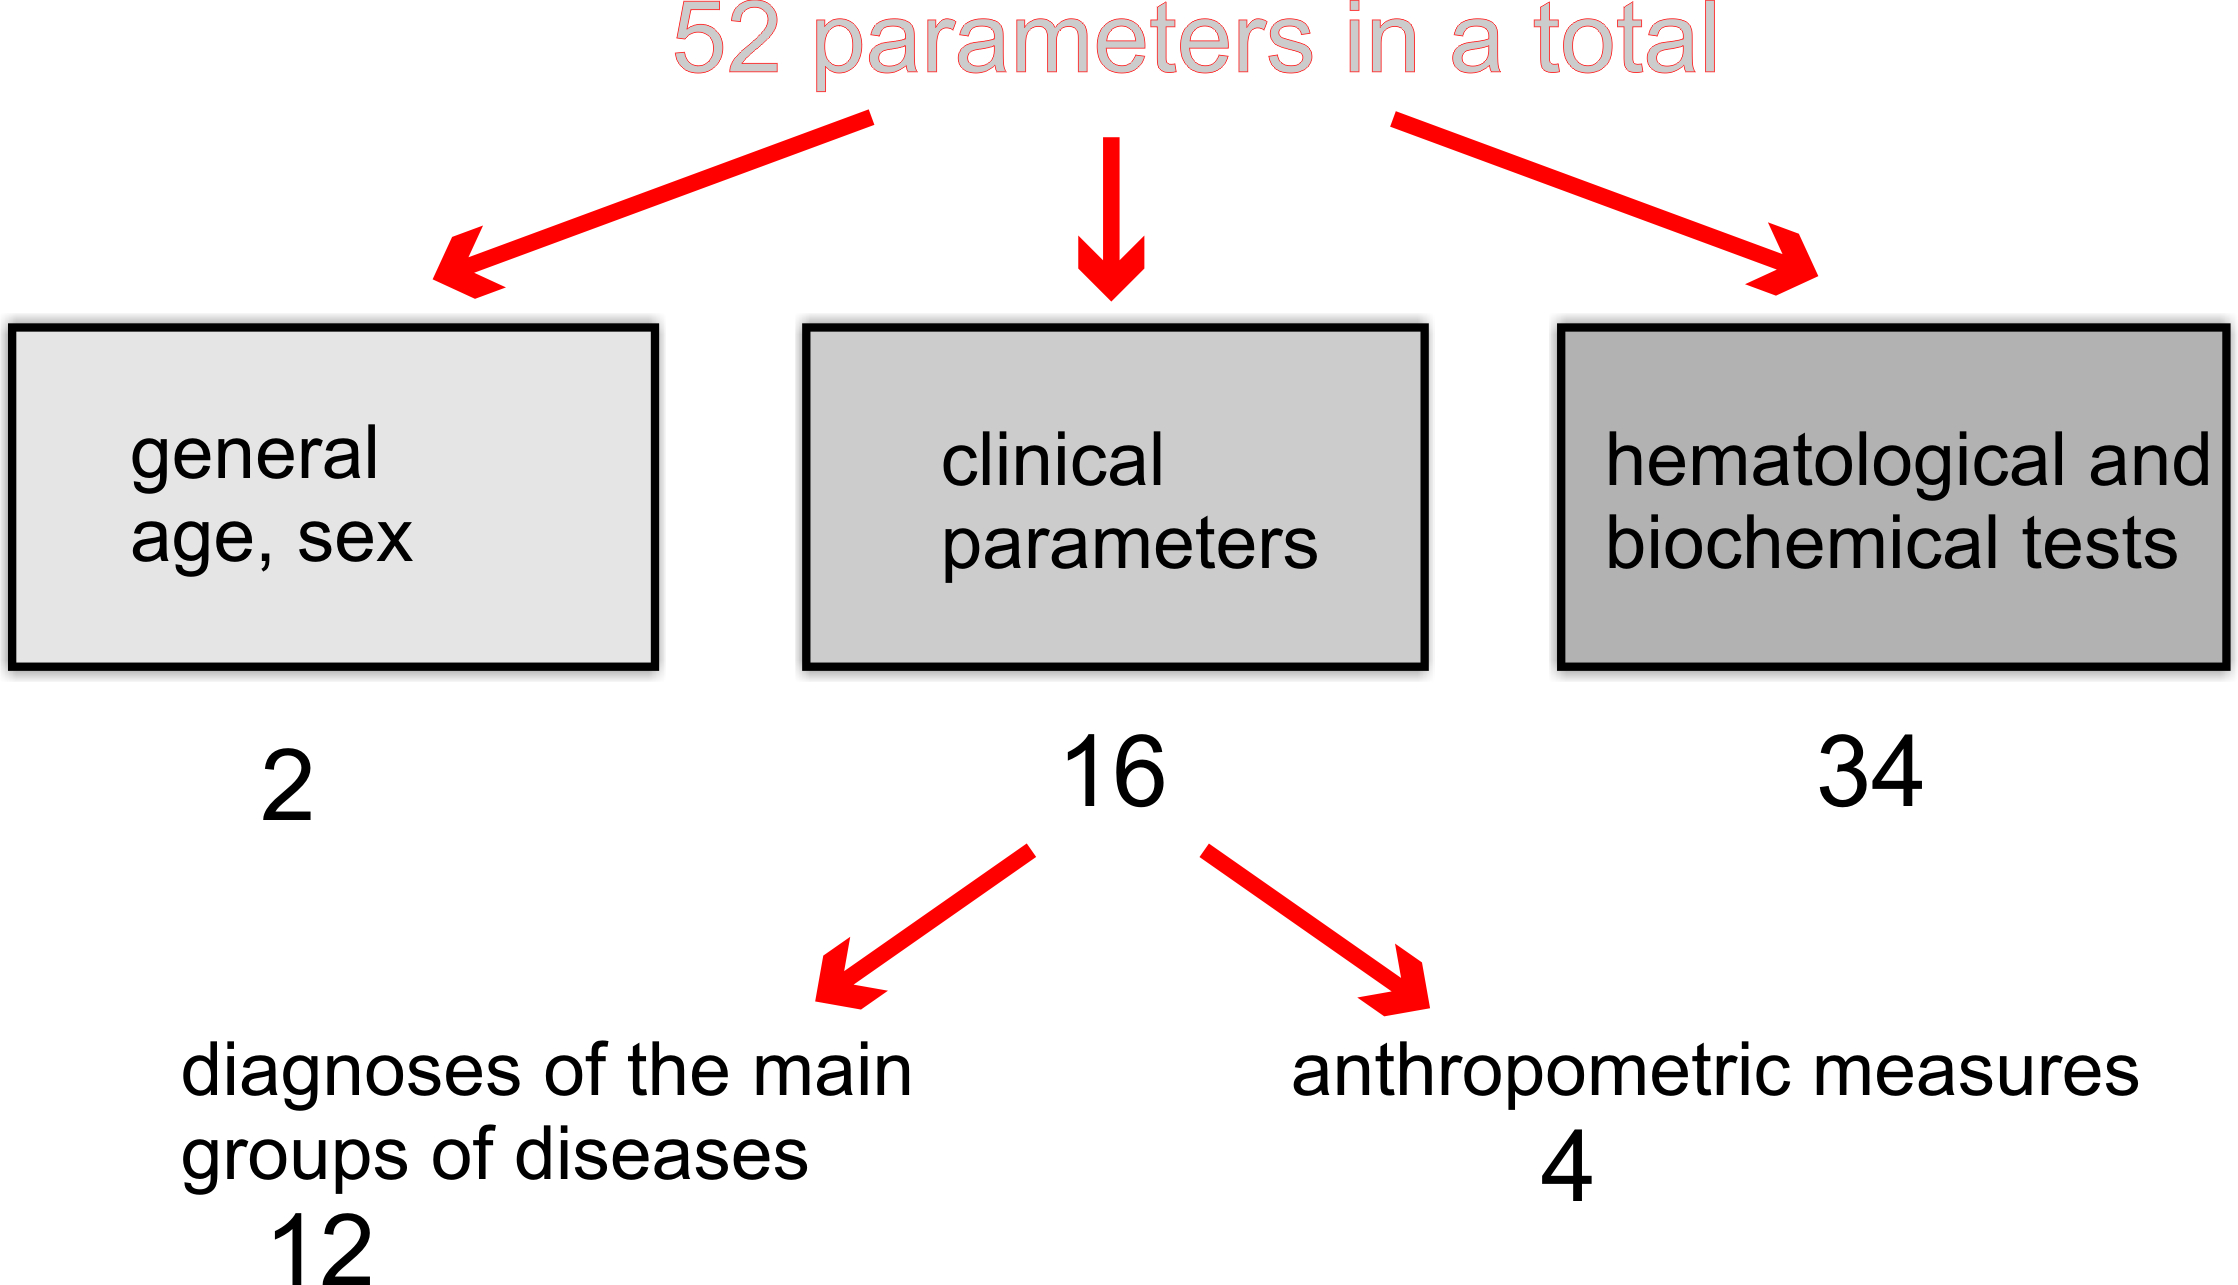 52 parameters in a total
general
age, sex
clinical
parameters
hematological and
biochemical tests
2
16
34
diagnoses of the main
groups of diseases
12
anthropometric measures
4